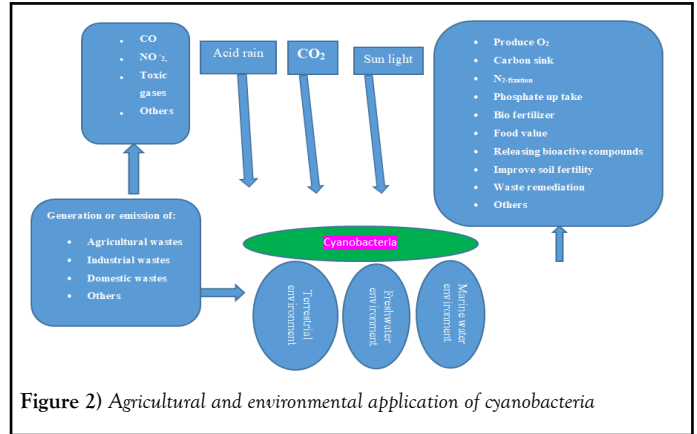 CO
NO⁻²,
Toxic
gases
Others
Acid rain
CO₂
Sun light
Produce O₂
Carbon sink
N₂-fixation
Phosphate up take
Bio fertilizer
Food value
Releasing bioactive compounds
Improve soil fertility
Waste remediation
Others
Generation or emission of:
Agricultural wastes
Industrial wastes
Domestic wastes
Others
Cyanobacteria
Terrestrial
environment
Freshwater
environment
Marine water
environment
Figure 2) Agricultural and environmental application of cyanobacteria